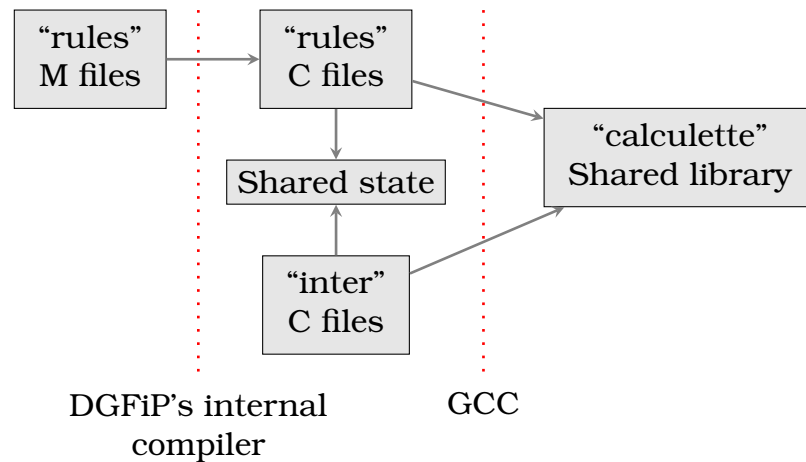 “rules”
M files
“rules”
C files
“calculette”
Shared library
Shared state
“inter”
C files
DGFiP’s internal
compiler
GCC